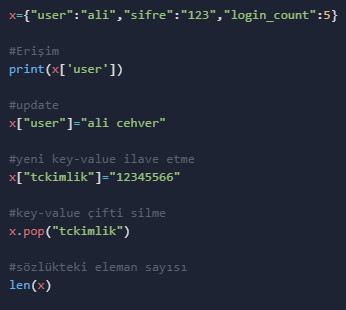 x={"user":"ali","sifre":"123","login_count":5}
#Erişim
print(x['user'])
#update
x["user"]="ali cehver"
#yeni key-value ilave etme
x["tckimlik"]="12345566"
#key-value çifti silme
x.pop("tckimlik")
#sözlükteki eleman sayısı
len(x)